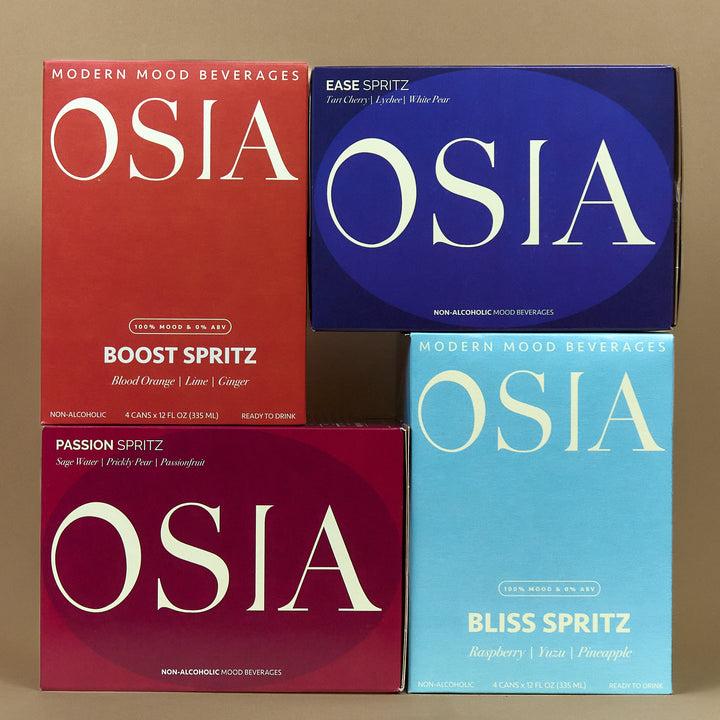 MODERN MOOD BEVERAGES
OSIA
100% MOOD & 0% ABV
BOOST SPRITZ
Blood Orange | Lime | Ginger
NON-ALCOHOLIC 4 CANS x 12 FL OZ (335 ML) READY TO DRINK
EASE SPRITZ
Tart Cherry | Lychee | White Pear
OSIA
NON-ALCOHOLIC MOOD BEVERAGES
PASSION SPRITZ
Sage Water | Prickly Pear | Passionfruit
OSIA
NON-ALCOHOLIC MOOD BEVERAGES
MODERN MOOD BEVERAGES
OSIA
100% MOOD & 0% ABV
BLISS SPRITZ
Raspberry | Yuzu | Pineapple
NON-ALCOHOLIC 4 CANS x 12 FL OZ (335 ML) READY TO DRINK